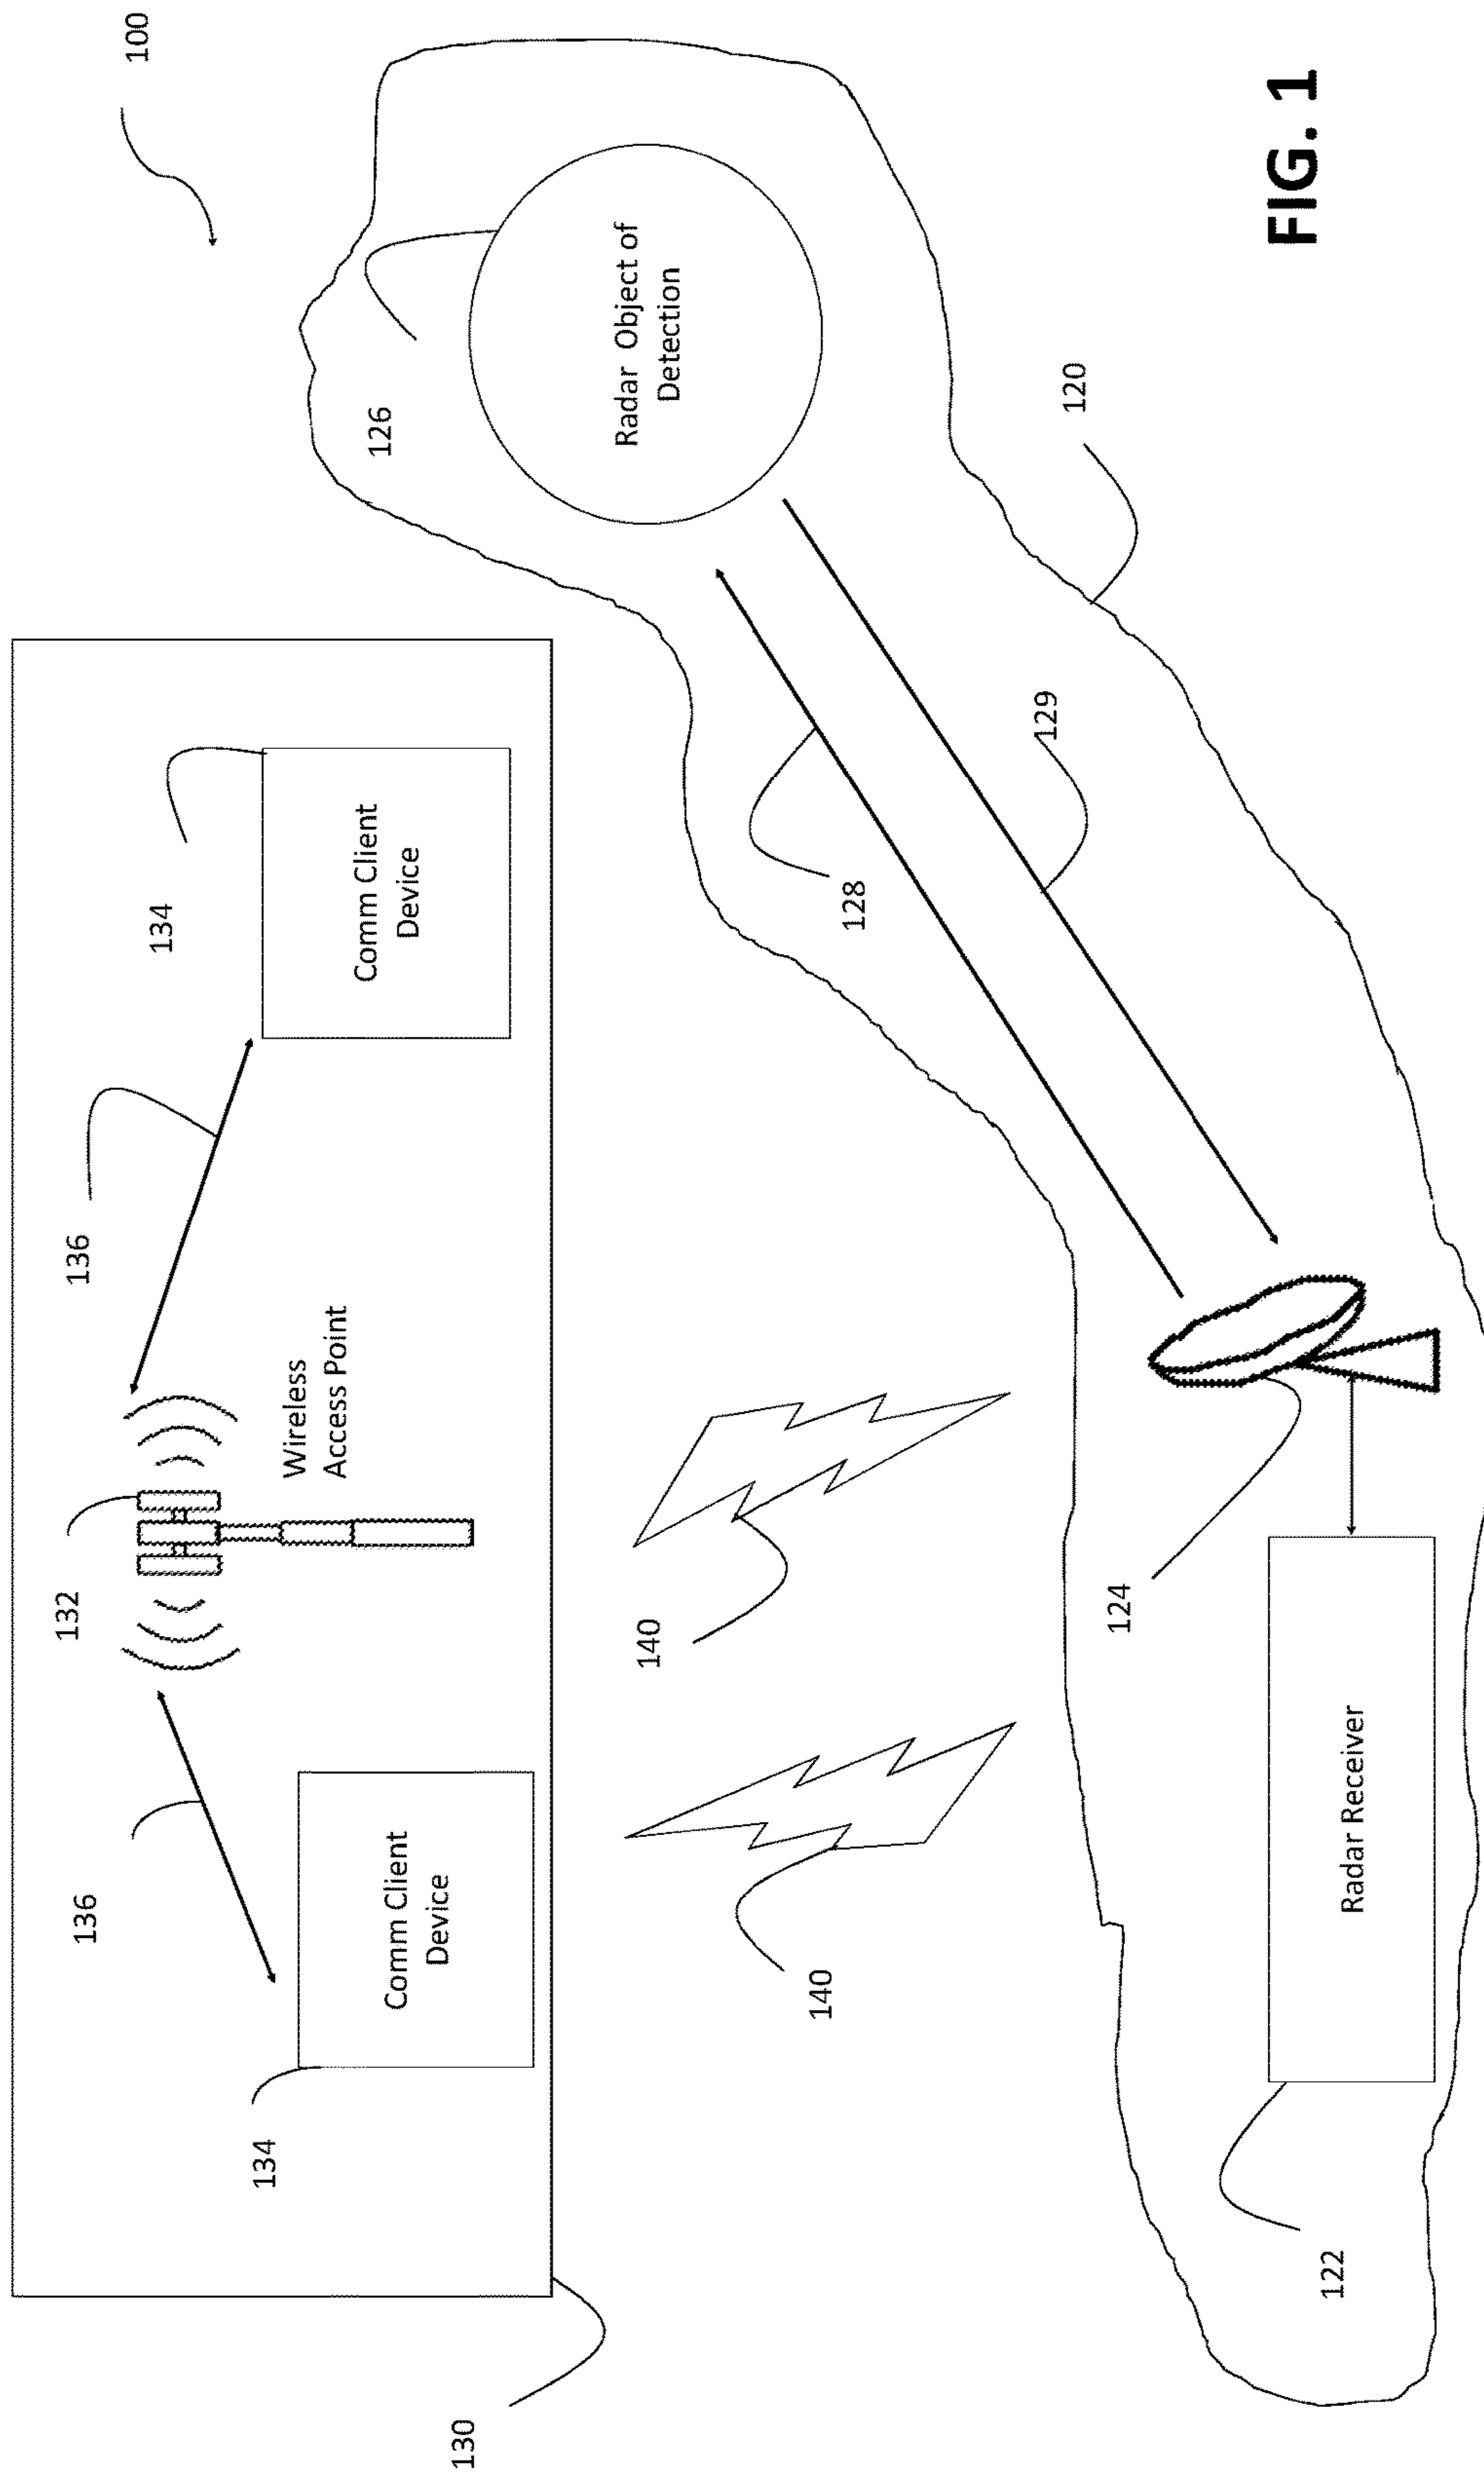 100
134
136
132
136
134
130
Comm Client
Device
Wireless
Access Point
Comm Client
Device
126
Radar Object of
Detection
140
140
128
129
120
124
122
Radar Receiver
FIG. 1